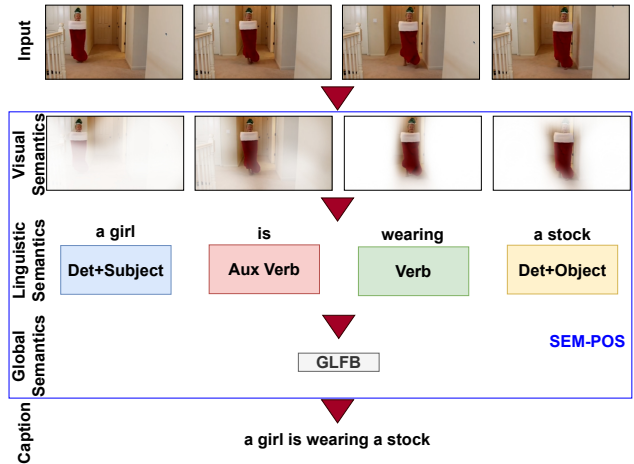 Input
Visual
Semantics
a girl
is
wearing
a stock
Linguistic
Semantics
Det+Subject
Aux Verb
Verb
Det+Object
Global
Semantics
GLFB
SEM-POS
Caption
a girl is wearing a stock